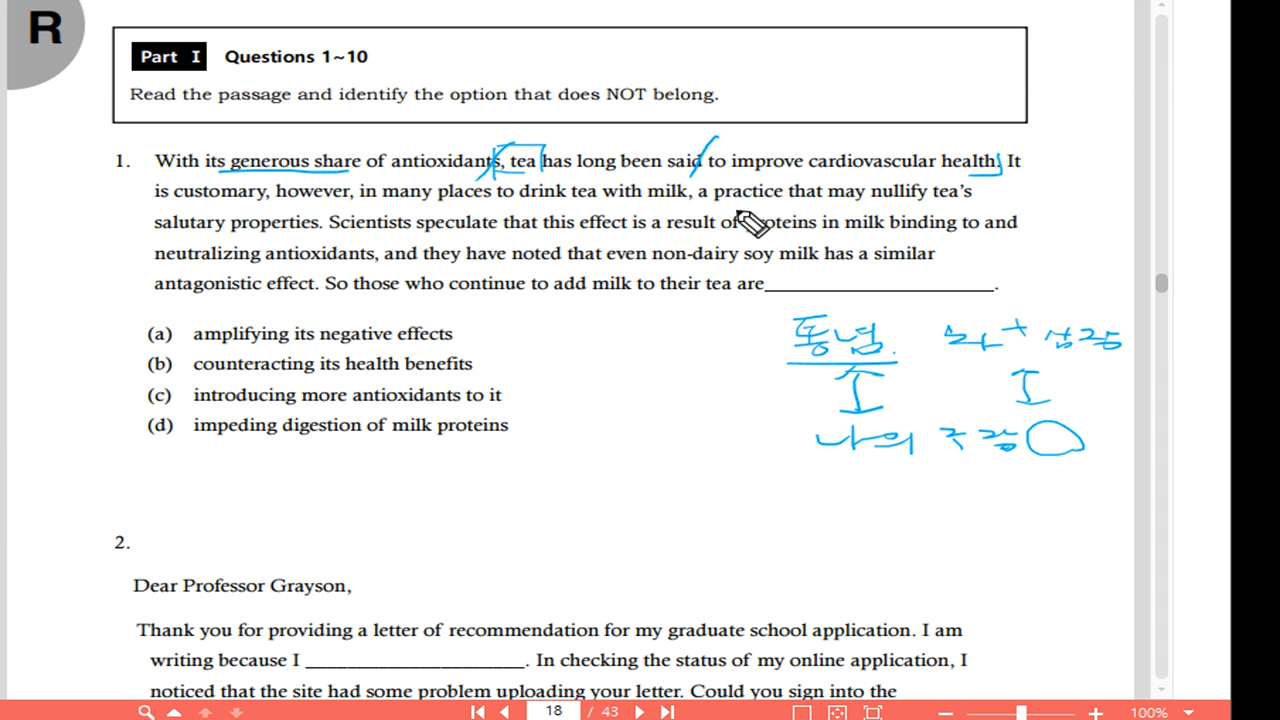 R
Part I Questions 1~10
Read the passage and identify the option that does NOT belong.
1. With its generous share of antioxidants, tea has long been said to improve cardiovascular health. It
is customary, however, in many places to drink tea with milk, a practice that may nullify tea's
salutary properties. Scientists speculate that this effect is a result of proteins in milk binding to and
neutralizing antioxidants, and they have noted that even non-dairy soy milk has a similar
antagonistic effect. So those who continue to add milk to their tea are____________________.
(a) amplifying its negative effects
(b) counteracting its health benefits
(c) introducing more antioxidants to it
(d) impeding digestion of milk proteins
통념
나의 주장
2.
Dear Professor Grayson,
Thank you for providing a letter of recommendation for my graduate school application. I am
writing because I ____________________. In checking the status of my online application, I
noticed that the site had some problem uploading your letter. Could you sign into the
18 / 43
100%